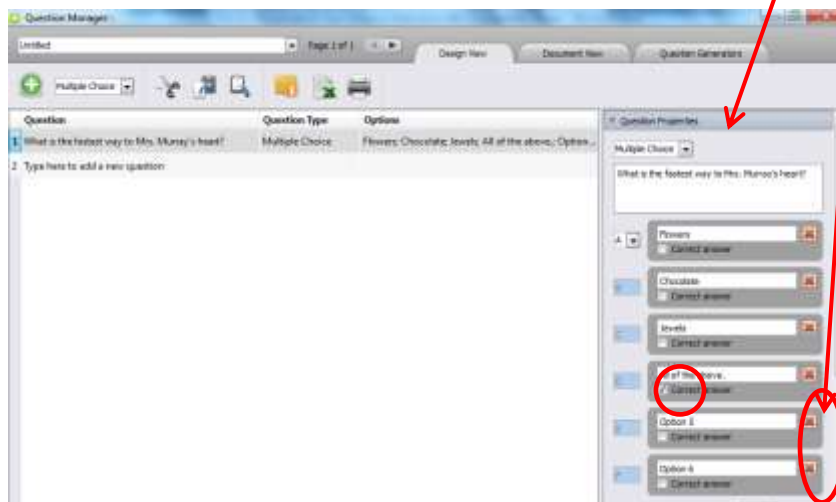 Question Manager
Untitled
Page 1 of 1
Design View
Document View
Question Generators
Multiple Choice
Question
Question Type
Options
1 What is the fastest way to Mrs. Murray's heart?
Multiple Choice
Flowers; Chocolate; Jewels; All of the above.; Option...
2 Type here to add a new question
Question Properties
Multiple Choice
What is the fastest way to Mrs. Murray's heart?
A
Flowers
Correct answer
Chocolate
Correct answer
Jewels
Correct answer
All of the above.
Correct answer
Option 5
Correct answer
Option 6
Correct answer